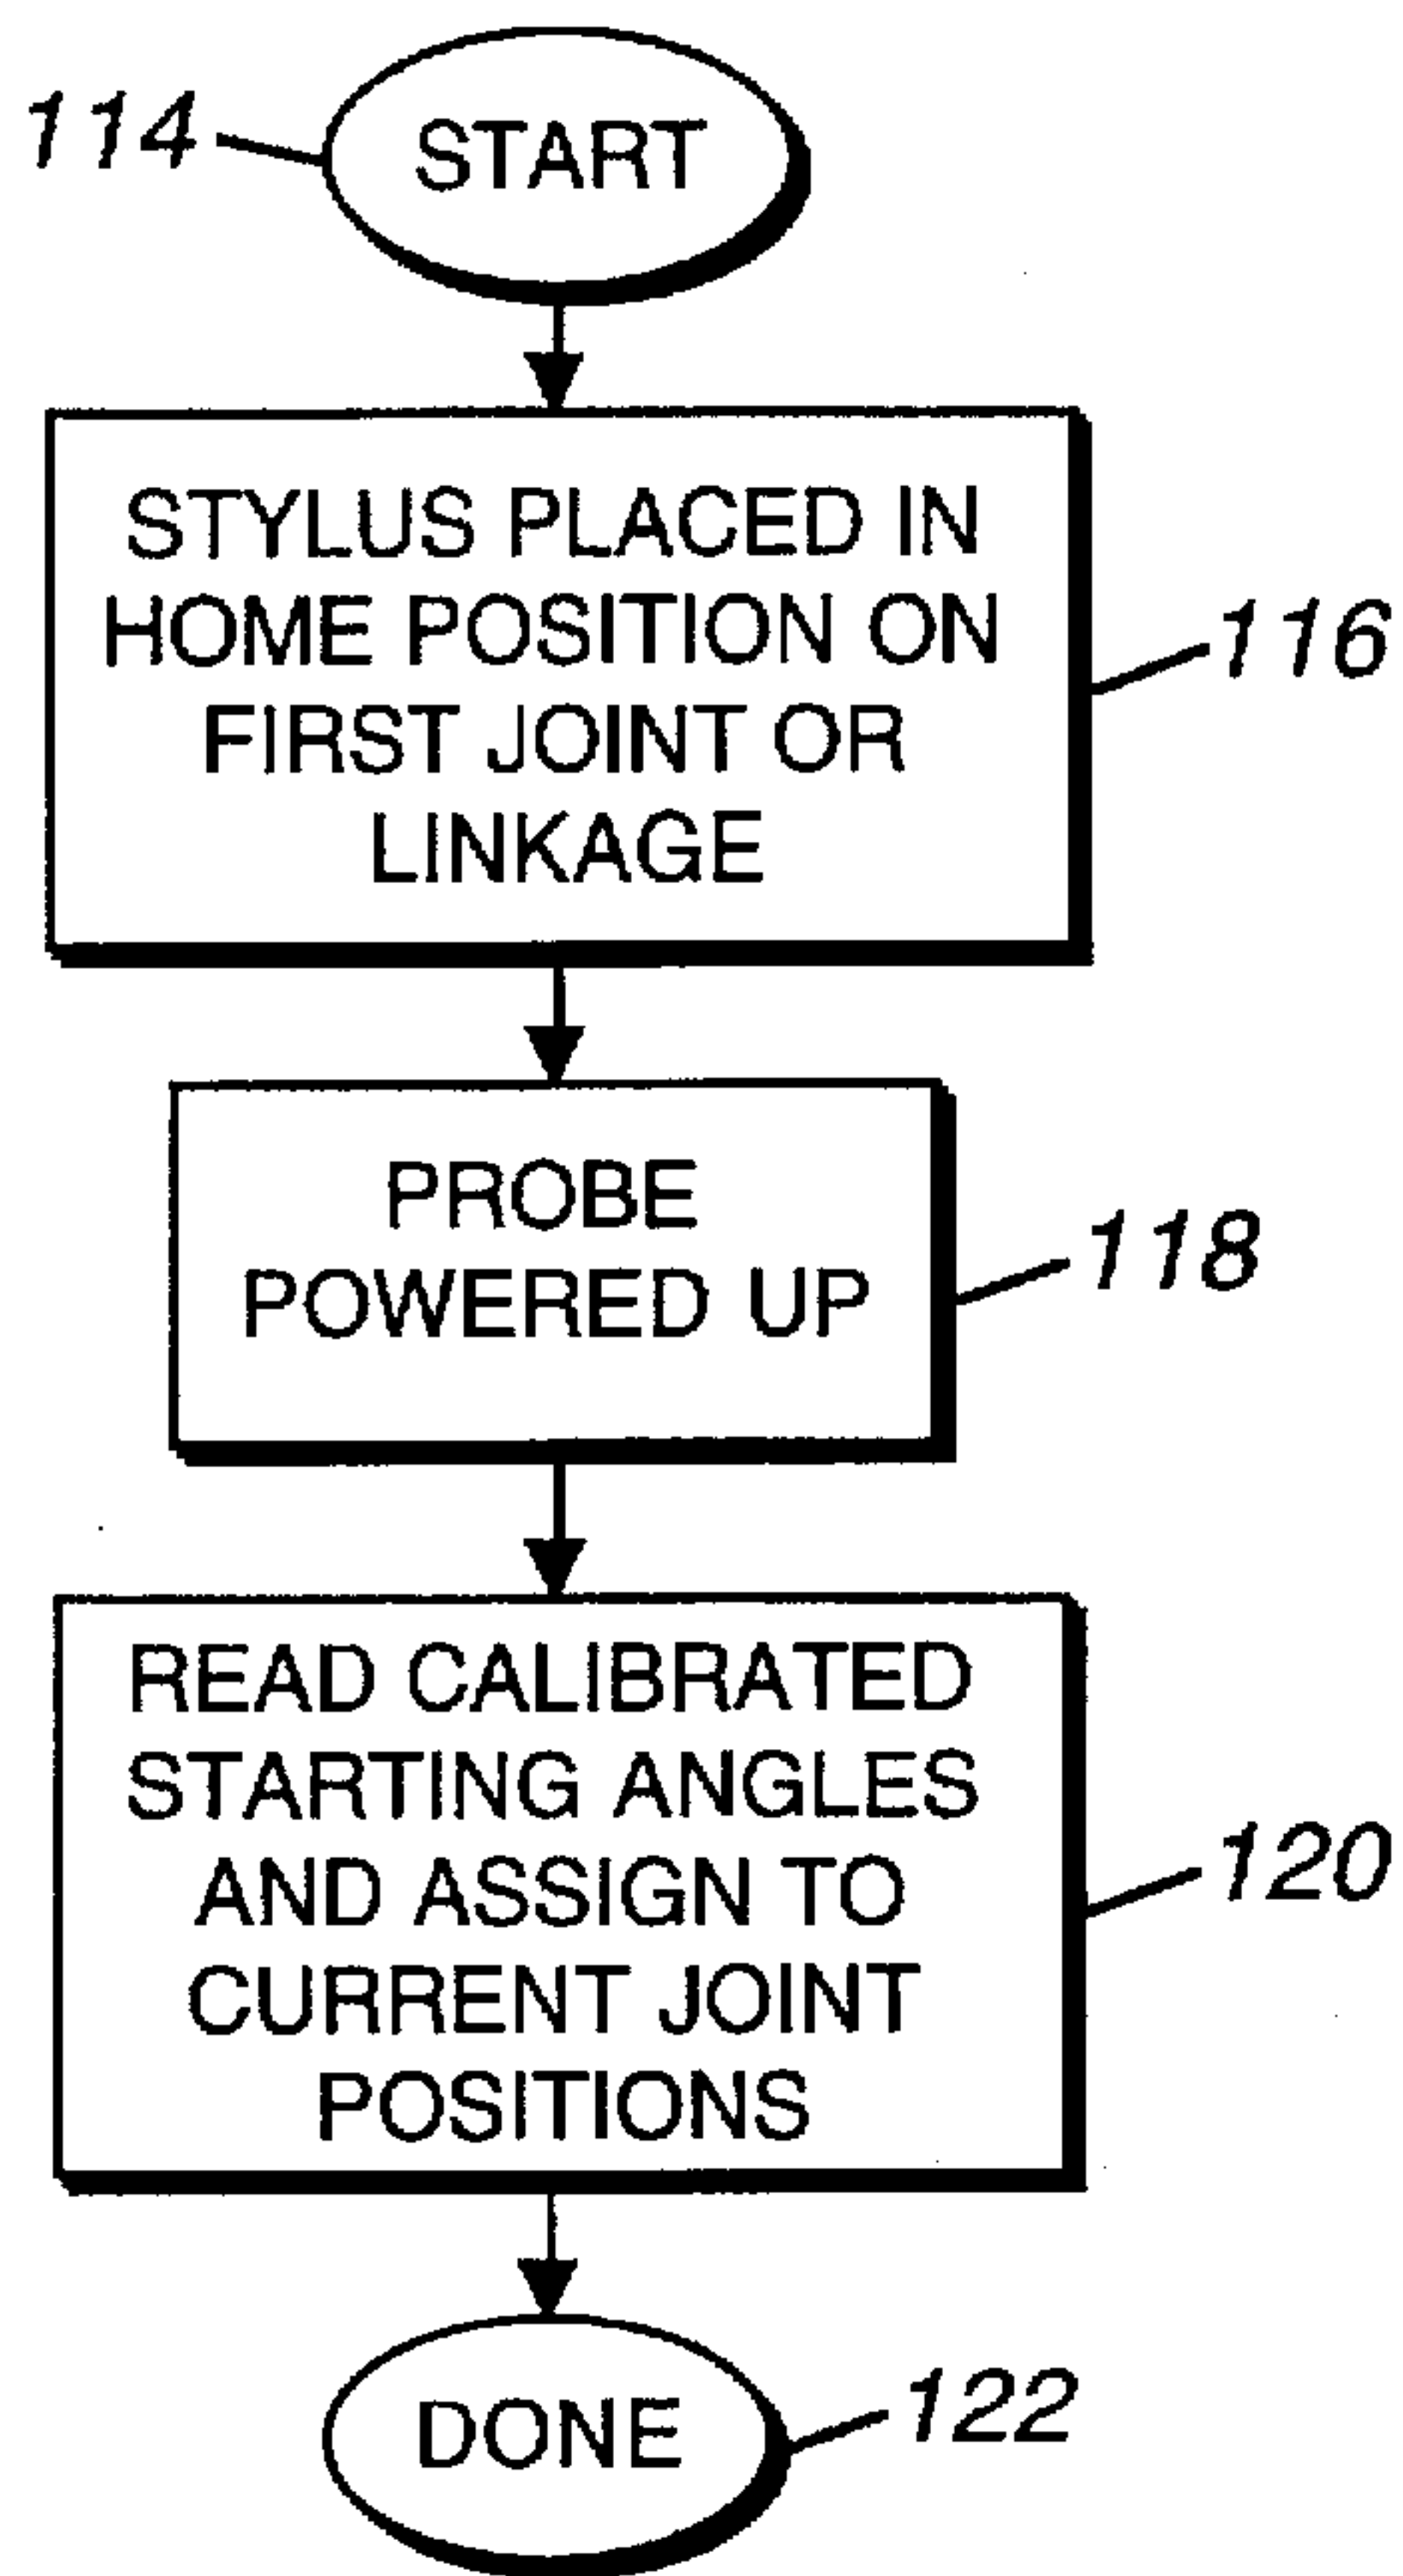 114
START
STYLUS PLACED IN
HOME POSITION ON
FIRST JOINT OR
LINKAGE
116
PROBE
POWERED UP
118
READ CALIBRATED
STARTING ANGLES
AND ASSIGN TO
CURRENT JOINT
POSITIONS
120
DONE
122